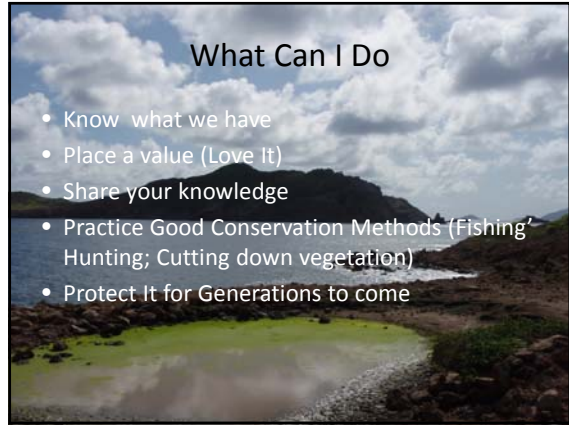 What Can I Do
• Know  what we have
• Place a value (Love It)
• Share your knowledge
• Practice Good Conservation Methods (Fishing’
Hunting; Cutting down vegetation)
• Protect It for Generations to come